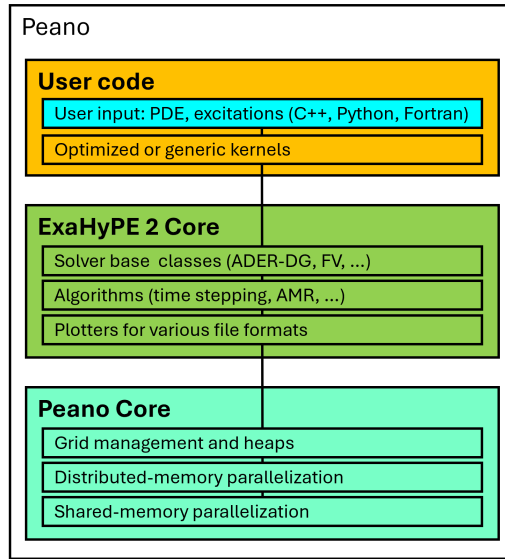 Peano
User code
User input: PDE, excitations (C++, Python, Fortran)
Optimized or generic kernels
ExaHyPE 2 Core
Solver base classes (ADER-DG, FV, ...)
Algorithms (time stepping, AMR, ...)
Plotters for various file formats
Peano Core
Grid management and heaps
Distributed-memory parallelization
Shared-memory parallelization